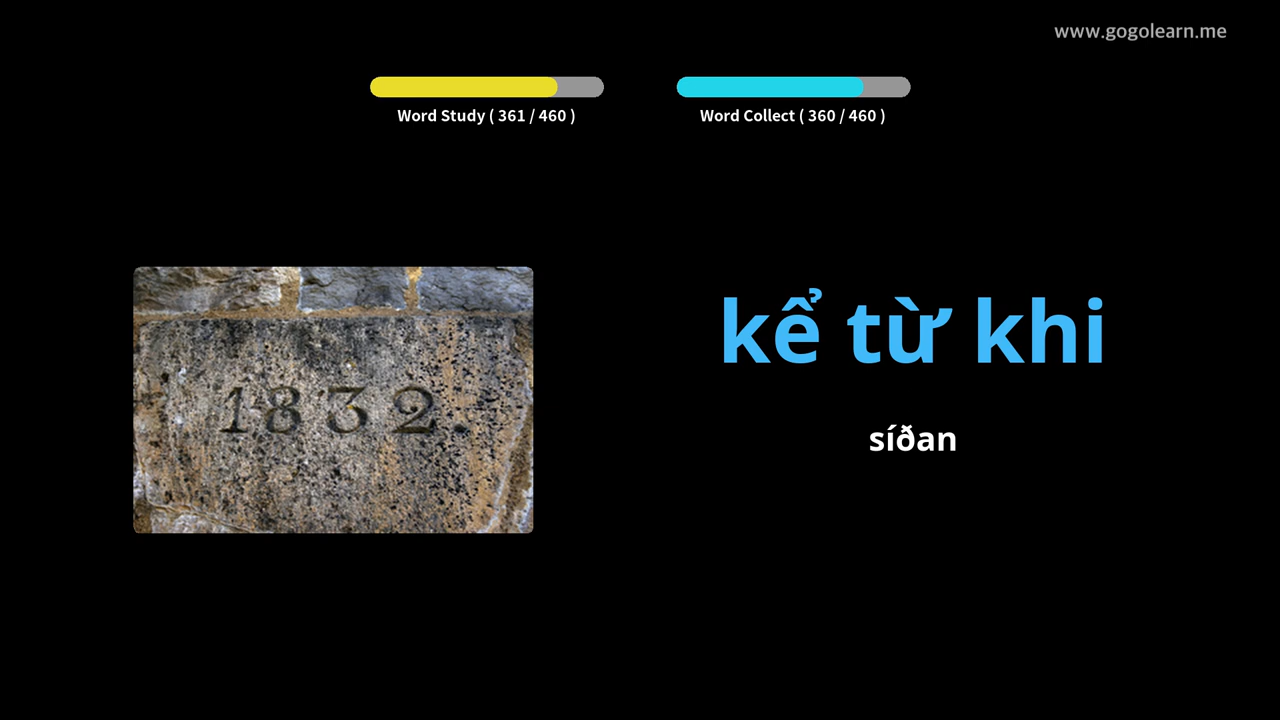 www.gogolearn.me
Word Study ( 361 / 460 )
Word Collect ( 360 / 460 )
1832.
kể từ khi
síðan